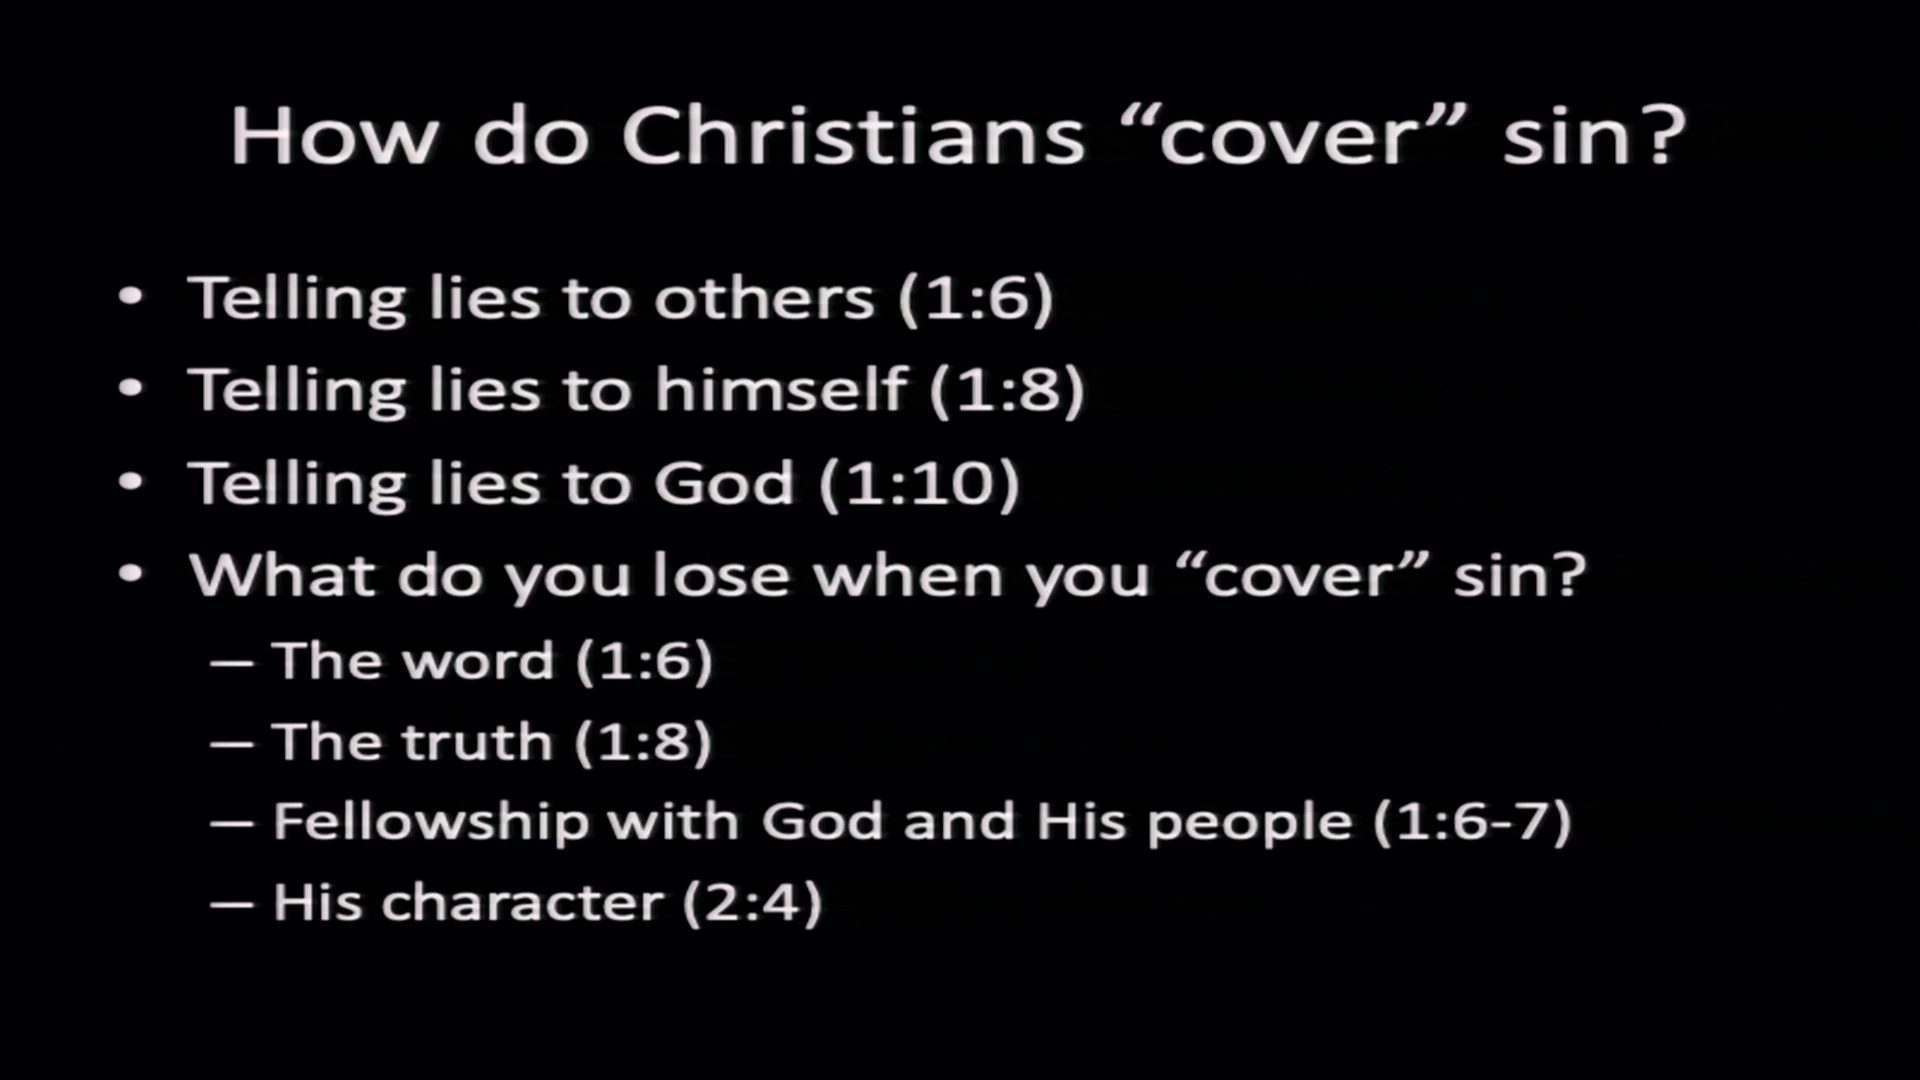 How do Christians “cover” sin?
• Telling lies to others (1:6)
• Telling lies to himself (1:8)
• Telling lies to God (1:10)
• What do you lose when you “cover” sin?
– The word (1:6)
– The truth (1:8)
– Fellowship with God and His people (1:6-7)
– His character (2:4)